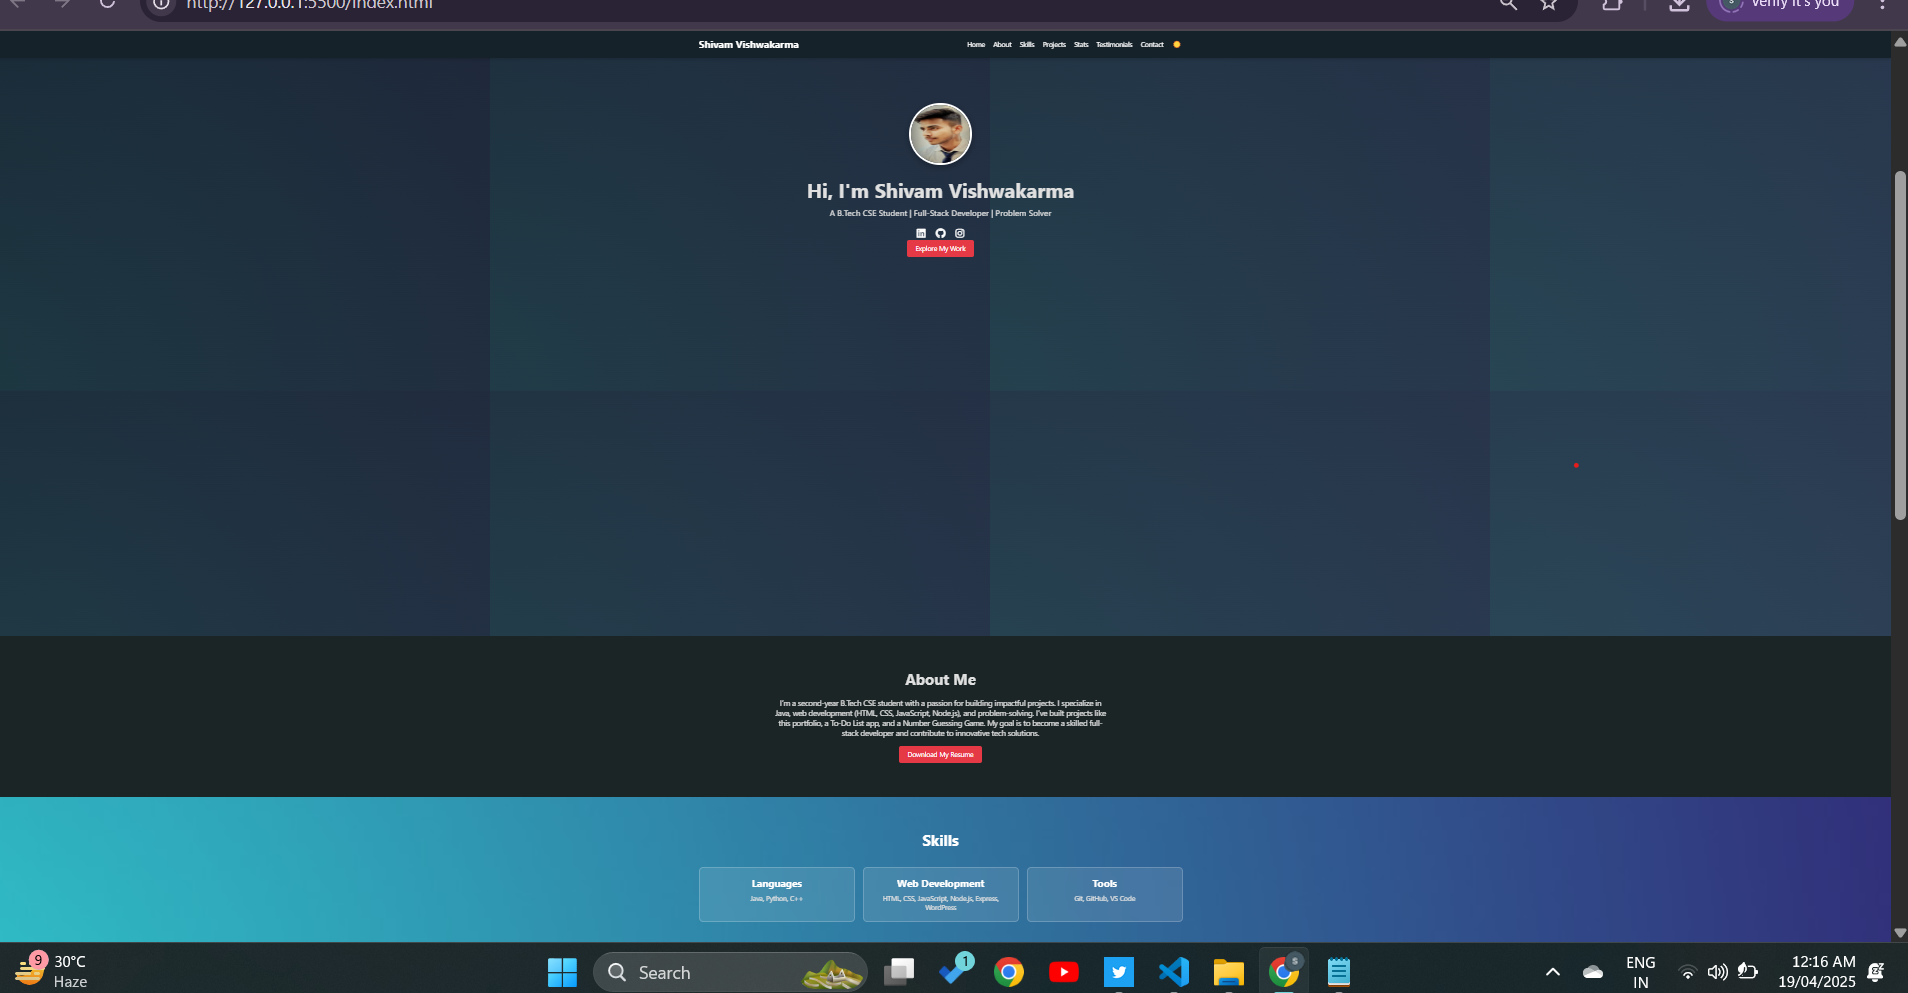 http://127.0.0.1:5500/index.html
Verify it's you
Shivam Vishwakarma
Home About Skills Projects Stats Testimonials Contact
Hi, I'm Shivam Vishwakarma
A B.Tech CSE Student | Full-Stack Developer | Problem Solver
Explore My Work
About Me
I'm a second-year B.Tech CSE student with a passion for building impactful projects. I specialize in
Java, web development (HTML, CSS, JavaScript, Node.js), and problem-solving. I've built projects like
this portfolio, a To-Do List app, and a Number Guessing Game. My goal is to become a skilled full-
stack developer and contribute to innovative tech solutions.
Download My Resume
Skills
Languages
Java, Python, C++
Web Development
HTML, CSS, JavaScript, Node.js, Express,
WordPress
Tools
Git, GitHub, VS Code
9
30°C
Haze
Search
1
S
ENG
IN
12:16 AM
19/04/2025